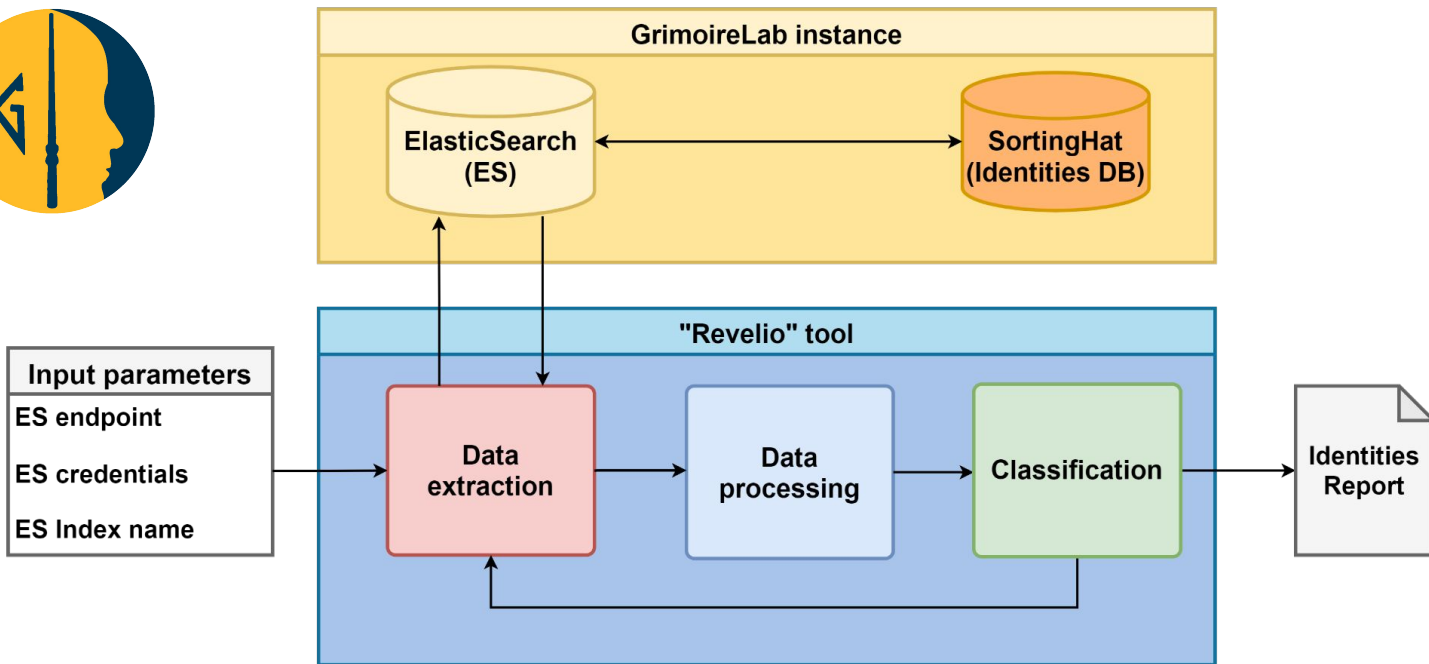 G
GrimoireLab instance
ElasticSearch
(ES)
SortingHat
(Identities DB)
"Revelio" tool
Input parameters
ES endpoint
ES credentials
ES Index name
Data
extraction
Data
processing
Classification
Identities
Report